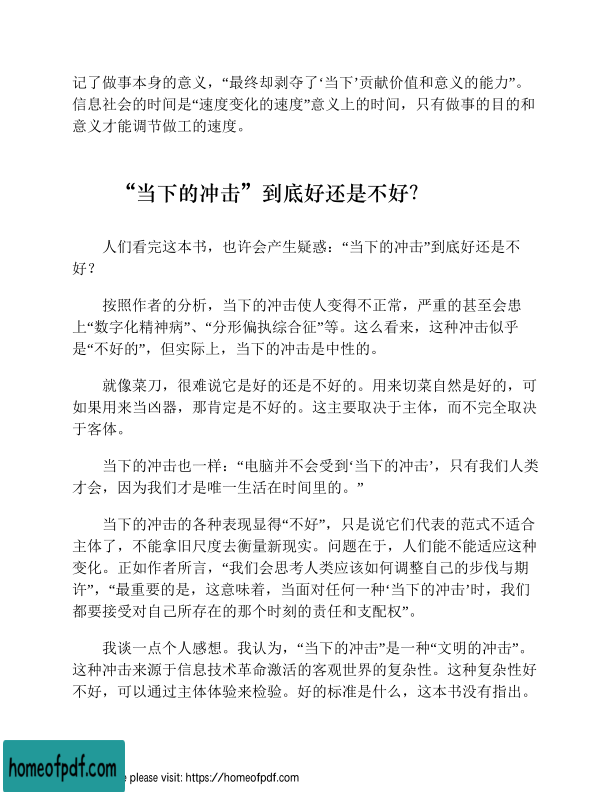 记了做事本身的意义，“最终却剥夺了‘当下’贡献价值和意义的能力”。
信息社会的时间是“速度变化的速度”意义上的时间，只有做事的目的和
意义才能调节做工的速度。
“当下的冲击”到底好还是不好？
人们看完这本书，也许会产生疑惑：“当下的冲击”到底好还是不
好？
按照作者的分析，当下的冲击使人变得不正常，严重的甚至会患
上“数字化精神病”、“分形偏执综合征”等。这么看来，这种冲击似乎
是“不好的”，但实际上，当下的冲击是中性的。
就像菜刀，很难说它是好的还是不好的。用来切菜自然是好的，可
如果用来当凶器，那肯定是不好的。这主要取决于主体，而不完全取决
于客体。
当下的冲击也一样：“电脑并不会受到‘当下的冲击’，只有我们人类
才会，因为我们才是唯一生活在时间里的。”
当下的冲击的各种表现显得“不好”，只是说它们代表的范式不适合
主体了，不能拿旧尺度去衡量新现实。问题在于，人们能不能适应这种
变化。正如作者所言，“我们会思考人类应该如何调整自己的步伐与期
许”，“最重要的是，这意味着，当面对任何一种‘当下的冲击’时，我们
都要接受对自己所存在的那个时刻的责任和支配权”。
我谈一点个人感想。我认为，“当下的冲击”是一种“文明的冲击”。
这种冲击来源于信息技术革命激活的客观世界的复杂性。这种复杂性好
不好，可以通过主体体验来检验。好的标准是什么，这本书没有指出。
homeofpdf.com
e please visit: https://homeofpdf.com